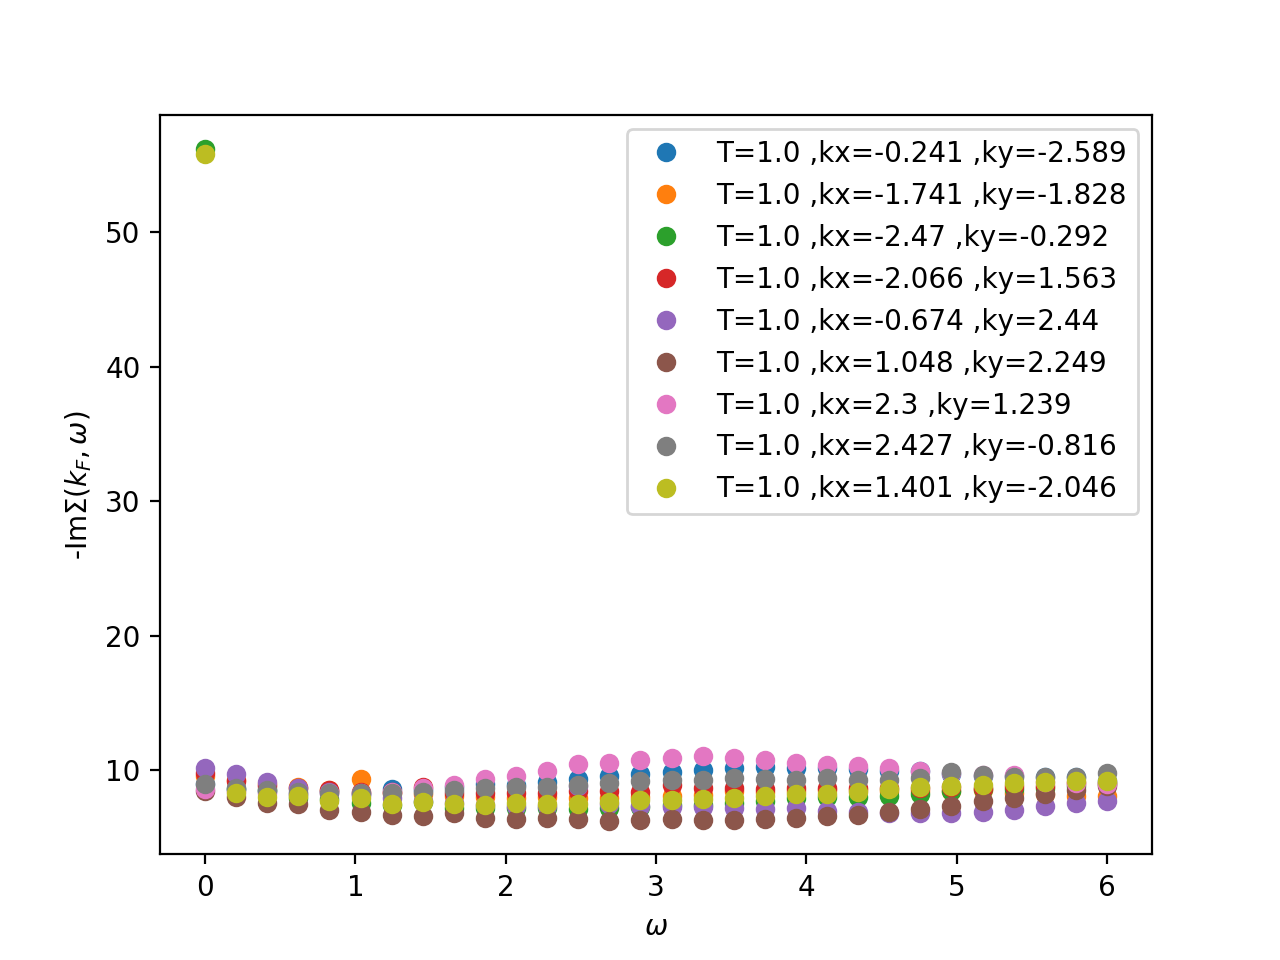 T=1.0 ,kx=-0.241 ,ky=-2.589
T=1.0 ,kx=-1.741 ,ky=-1.828
T=1.0 ,kx=-2.47 ,ky=-0.292
T=1.0 ,kx=-2.066 ,ky=1.563
T=1.0 ,kx=-0.674 ,ky=2.44
T=1.0 ,kx=1.048 ,ky=2.249
T=1.0 ,kx=2.3 ,ky=1.239
T=1.0 ,kx=2.427 ,ky=-0.816
T=1.0 ,kx=1.401 ,ky=-2.046
50
40
30
20
10
-ImΣ(k_F, ω)
0 1 2 3 4 5 6
ω